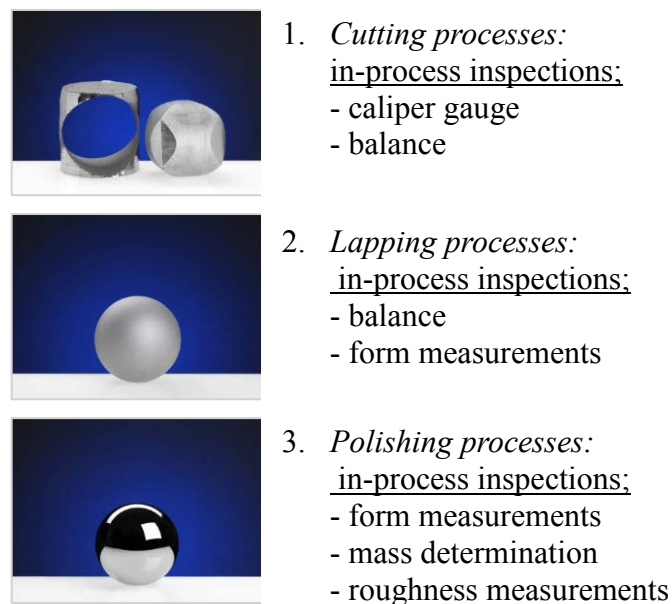 1. Cutting processes:
in-process inspections;
- caliper gauge
- balance
2. Lapping processes:
in-process inspections;
- balance
- form measurements
3. Polishing processes:
in-process inspections;
- form measurements
- mass determination
- roughness measurements